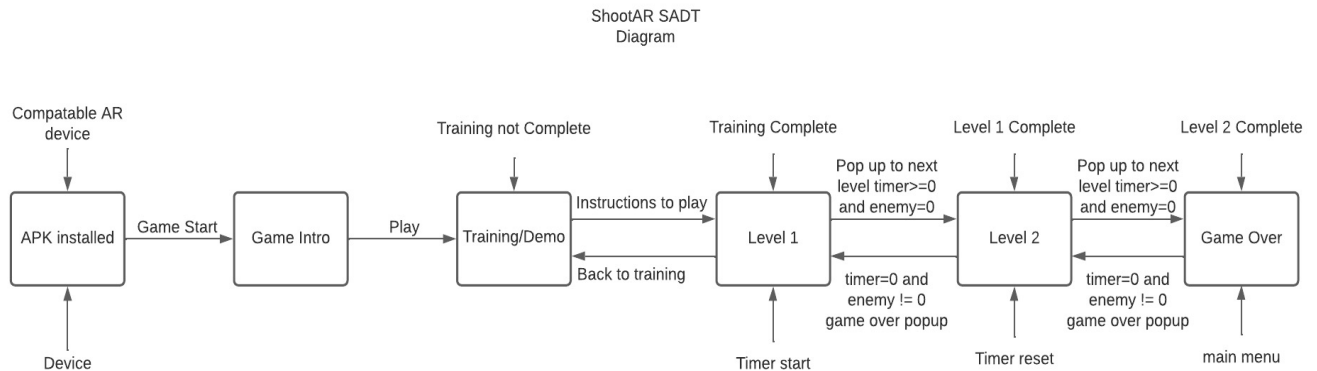 ShootAR SADT
Diagram
Compatable AR
device
Training not Complete
Training Complete
Level 1 Complete
Level 2 Complete
APK installed
Game Start
Game Intro
Play
Training/Demo
Instructions to play
Back to training
Level 1
Pop up to next
level timer>=0
and enemy=0
timer=0 and
enemy != 0
game over popup
Level 2
Pop up to next
level timer>=0
and enemy=0
timer=0 and
enemy != 0
game over popup
Game Over
Device
Timer start
Timer reset
main menu